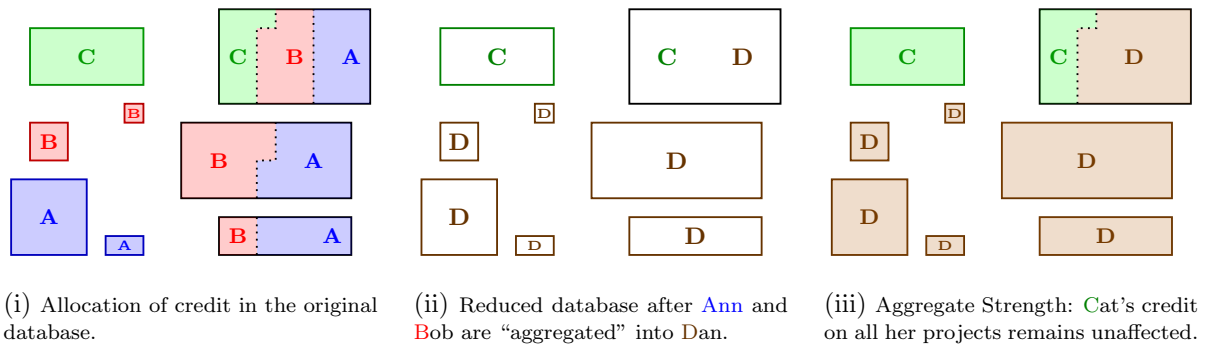 C
C B A
B
B
B A
A
A
B A
C
C D
D
D
D
D
D
D
C
C D
D
D
D
D
D
D
(i) Allocation of credit in the original
database.
(ii) Reduced database after Ann and
Bob are “aggregated” into Dan.
(iii) Aggregate Strength: Cat’s credit
on all her projects remains unaffected.